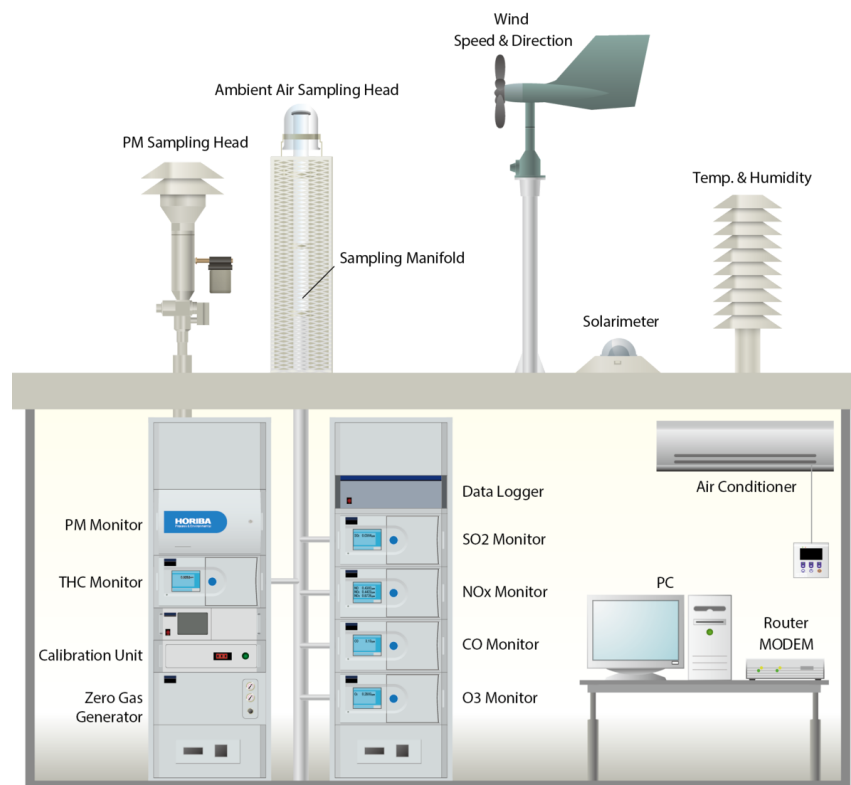 Wind
Speed & Direction
Ambient Air Sampling Head
PM Sampling Head
Temp. & Humidity
Sampling Manifold
Solarimeter
Data Logger
Air Conditioner
PM Monitor
HORIBA
SO2 Monitor
THC Monitor
NOx Monitor
PC
Router
MODEM
CO Monitor
Calibration Unit
Zero Gas
Generator
O3 Monitor